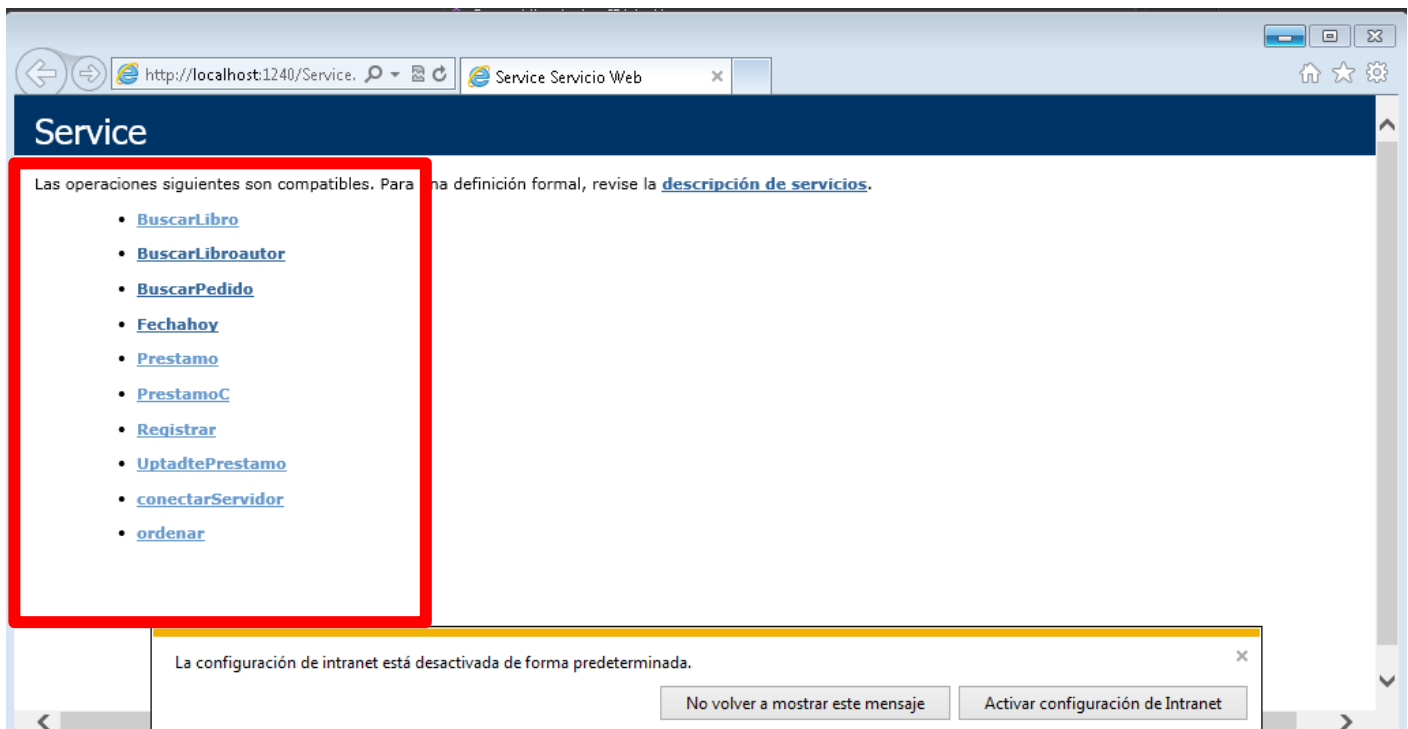 http://localhost:1240/Service.
Service Servicio Web
Service
Las operaciones siguientes son compatibles. Para una definición formal, revise la descripción de servicios.
BuscarLibro
BuscarLibroautor
BuscarPedido
Fechahoy
Prestamo
PrestamoC
Registrar
UptadtePrestamo
conectarServidor
ordenar
La configuración de intranet está desactivada de forma predeterminada.
No volver a mostrar este mensaje
Activar configuración de Intranet